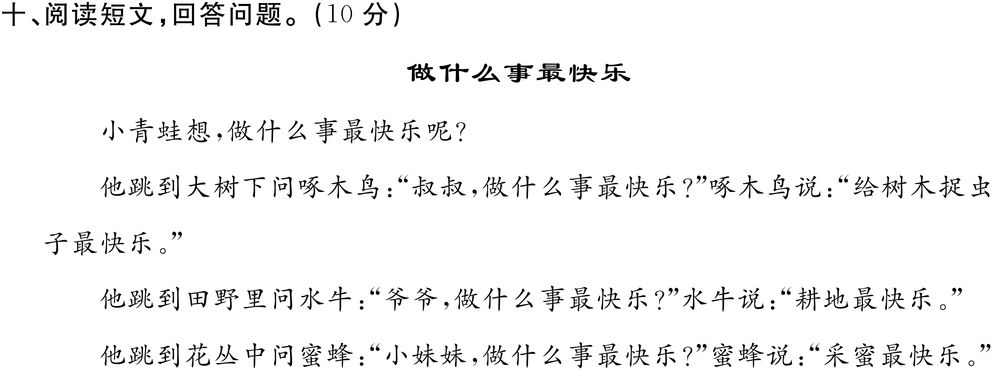 十、阅读短文,回答问题。(10 分)
做什么事最快乐
小青蛙想,做什么事最快乐呢?
他跳到大树下问啄木鸟:“叔叔,做什么事最快乐?”啄木鸟说:“给树木捉虫
子最快乐。”
他跳到田野里问水牛:“爷爷,做什么事最快乐?”水牛说:“耕地最快乐。”
他跳到花丛中问蜜蜂:“小妹妹,做什么事最快乐?”蜜蜂说:“采蜜最快乐。”